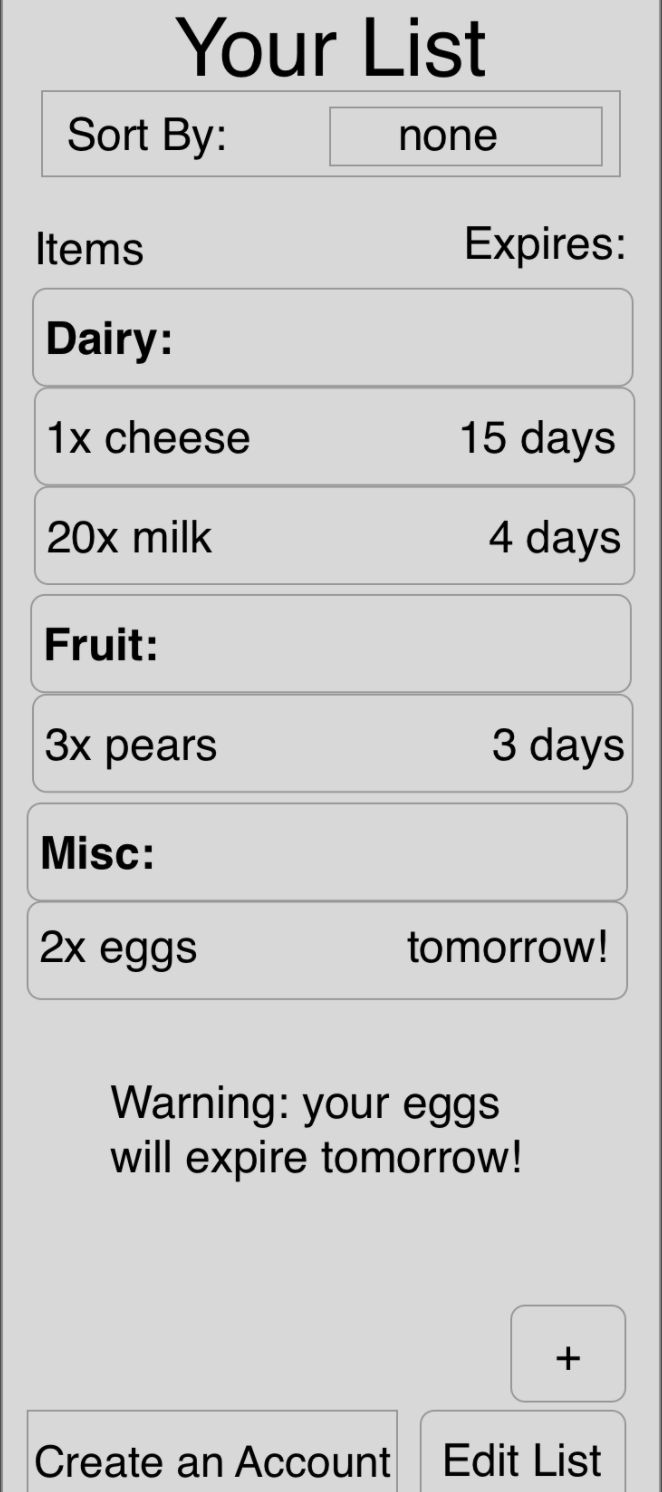 Your List
Sort By: none
Items Expires:
Dairy:
1x cheese 15 days
20x milk 4 days
Fruit:
3x pears 3 days
Misc:
2x eggs tomorrow!
Warning: your eggs
will expire tomorrow!
+
Create an Account Edit List